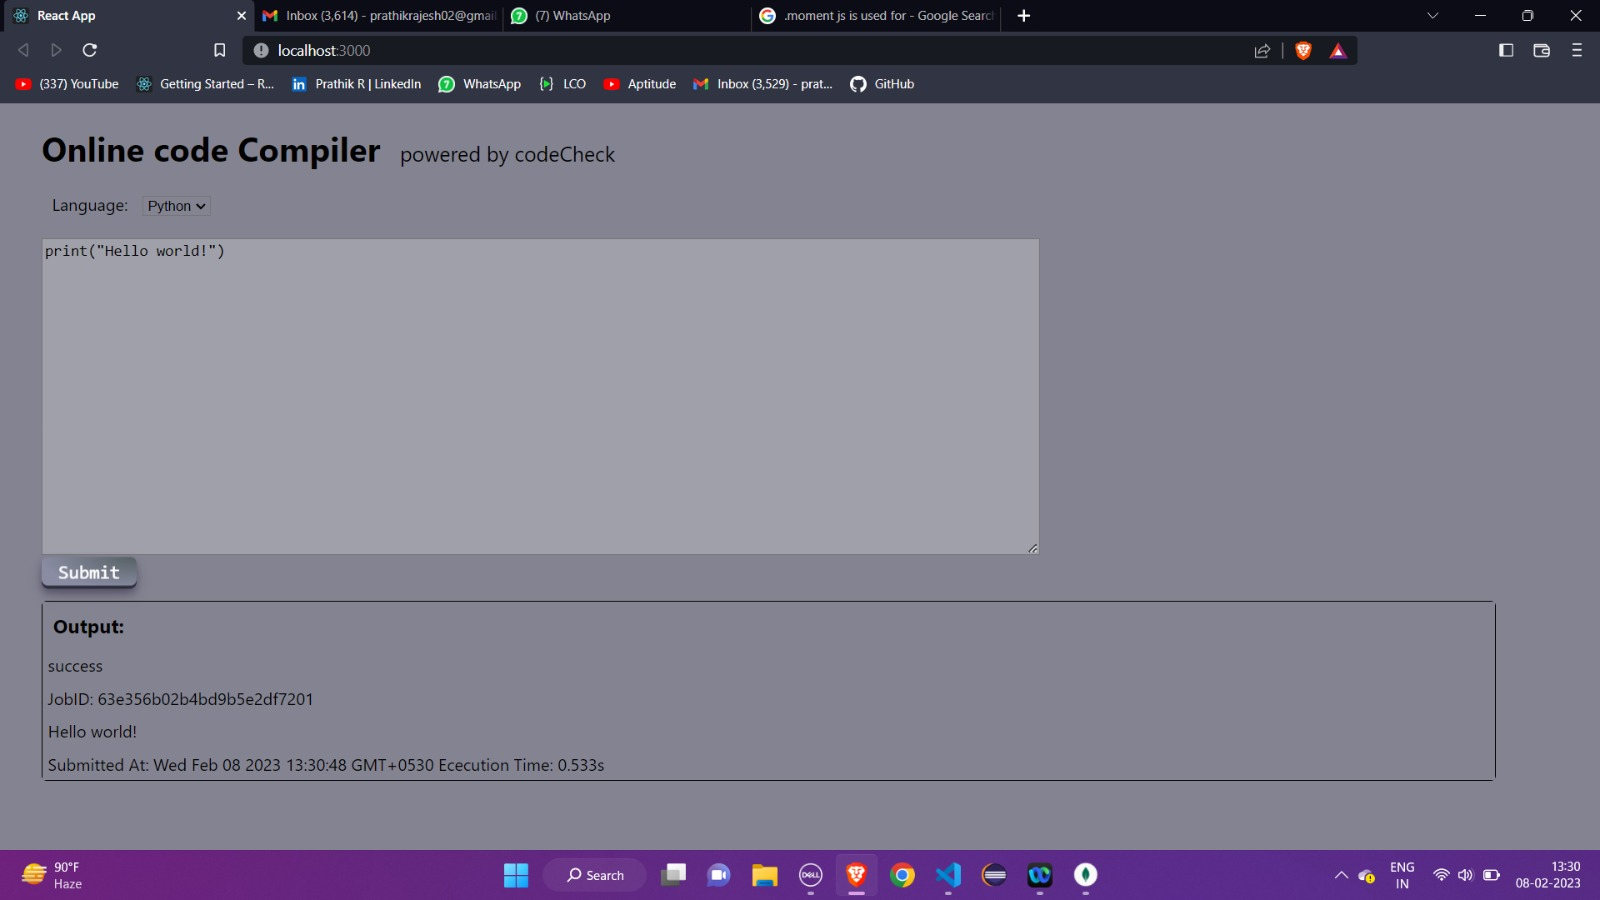 React App
Inbox (3,614) - prathikrajesh02@gmail
(7) WhatsApp
.moment js is used for - Google Searc
localhost:3000
(337) YouTube
Getting Started – R...
Prathik R | LinkedIn
WhatsApp
LCO
Aptitude
Inbox (3,529) - prat...
GitHub
Online code Compiler powered by codeCheck
Language: Python
print("Hello world!")
Submit
Output:
success
JobID: 63e356b02b4bd9b5e2df7201
Hello world!
Submitted At: Wed Feb 08 2023 13:30:48 GMT+0530 Ececution Time: 0.533s
90°F
Haze
Search
DELL
ENG
IN
13:30
08-02-2023